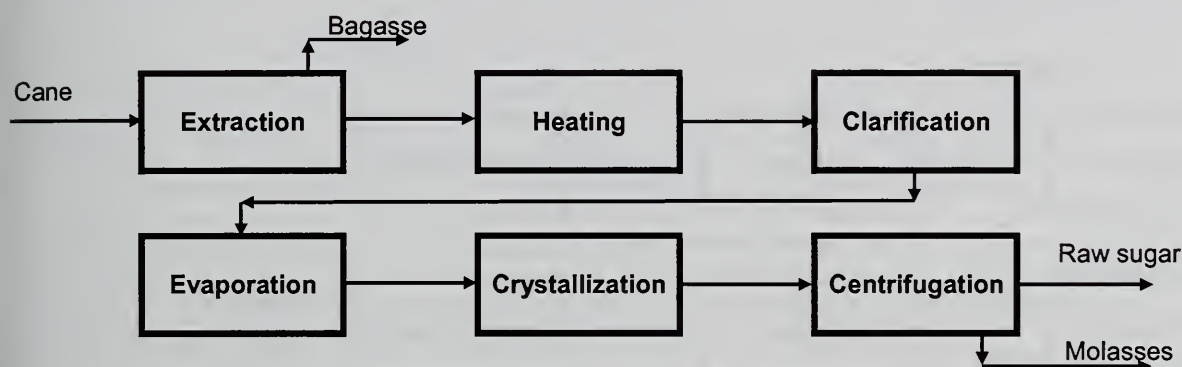 Bagasse
Cane
Extraction
Heating
Clarification
Evaporation
Crystallization
Centrifugation
Raw sugar
Molasses